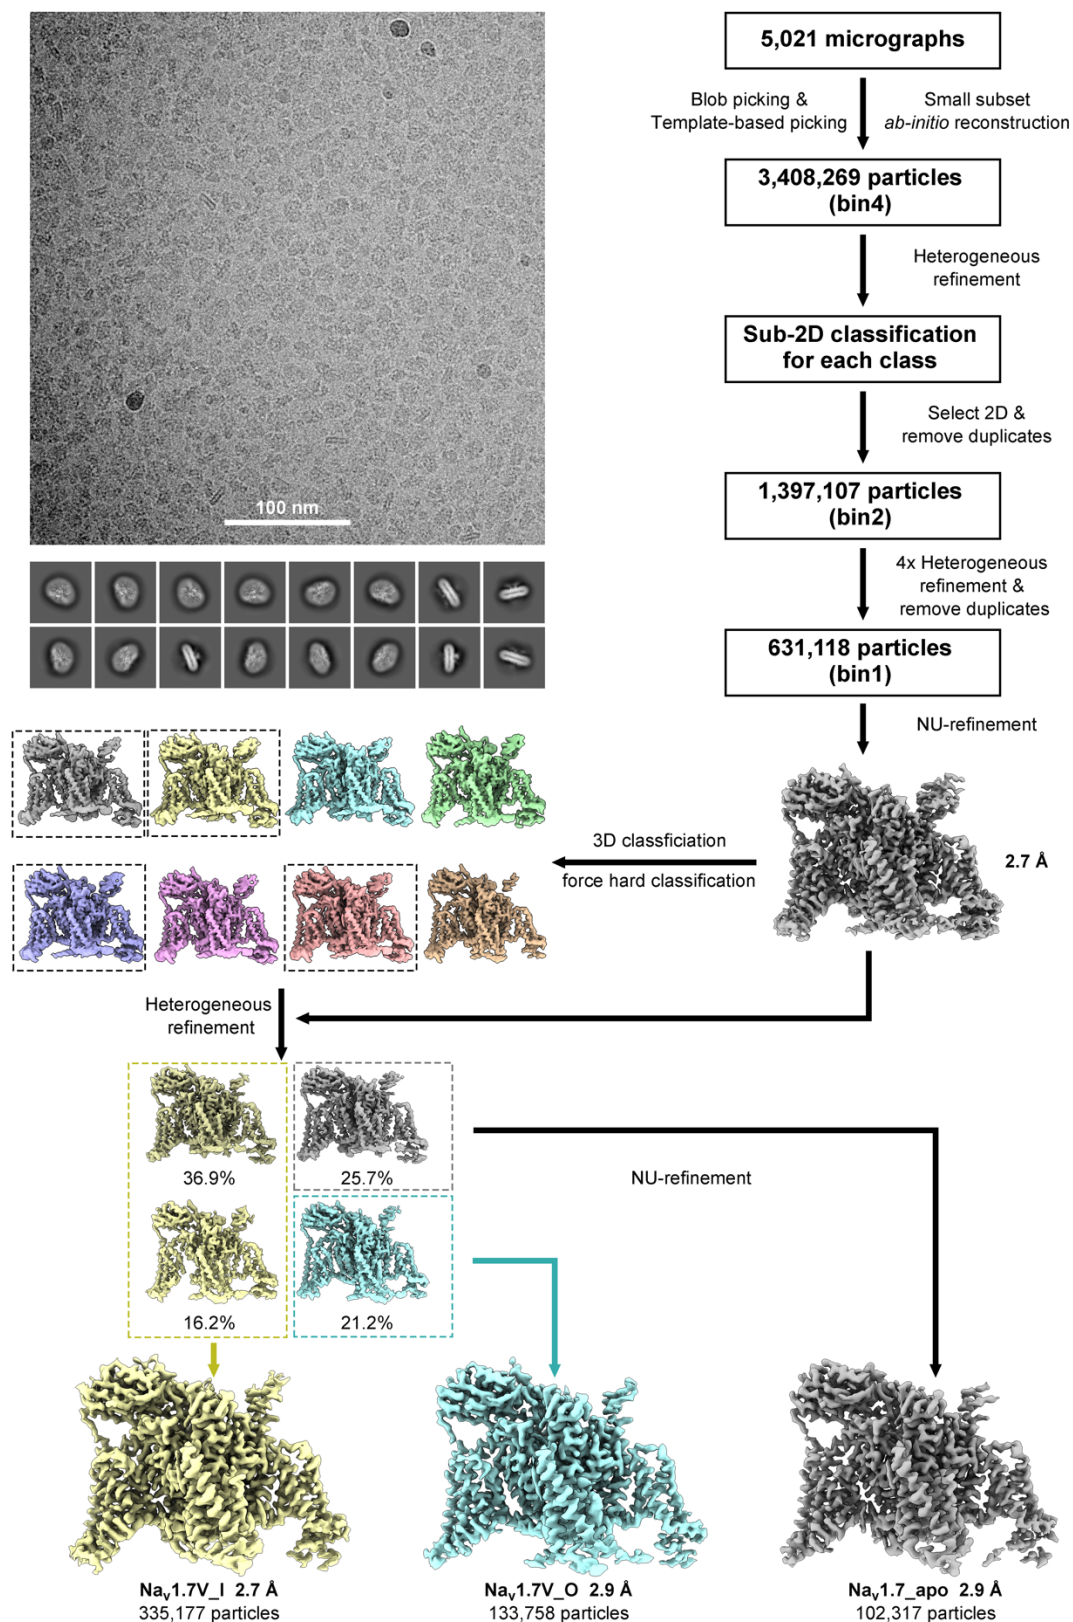 5,021 micrographs
Blob picking &
Template-based picking
Small subset
ab-initio reconstruction
3,408,269 particles
(bin4)
Heterogeneous
refinement
Sub-2D classification
for each class
Select 2D &
remove duplicates
100 nm
1,397,107 particles
(bin2)
4x Heterogeneous
refinement &
remove duplicates
631,118 particles
(bin1)
NU-refinement
3D classficiation
force hard classification
2.7 Å
Heterogeneous
refinement
36.9%
25.7%
NU-refinement
16.2%
21.2%
Naᵥ1.7V_I 2.7 Å
335,177 particles
Naᵥ1.7V_O 2.9 Å
133,758 particles
Naᵥ1.7_apo 2.9 Å
102,317 particles